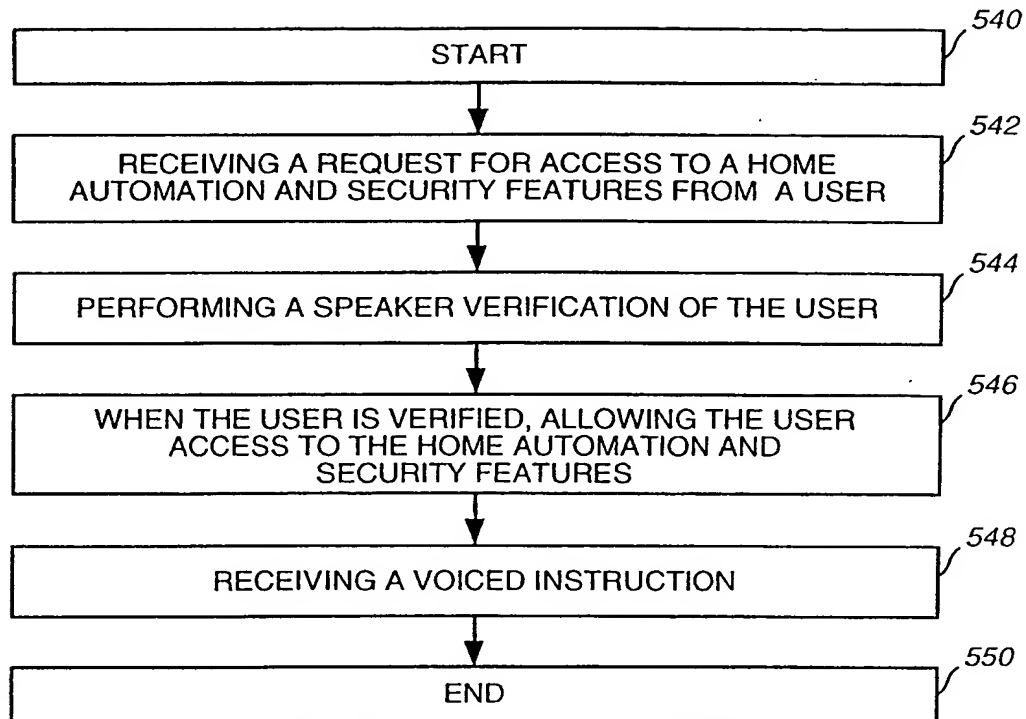 540
START
542
RECEIVING A REQUEST FOR ACCESS TO A HOME
AUTOMATION AND SECURITY FEATURES FROM A USER
544
PERFORMING A SPEAKER VERIFICATION OF THE USER
546
WHEN THE USER IS VERIFIED, ALLOWING THE USER
ACCESS TO THE HOME AUTOMATION AND
SECURITY FEATURES
548
RECEIVING A VOICED INSTRUCTION
550
END